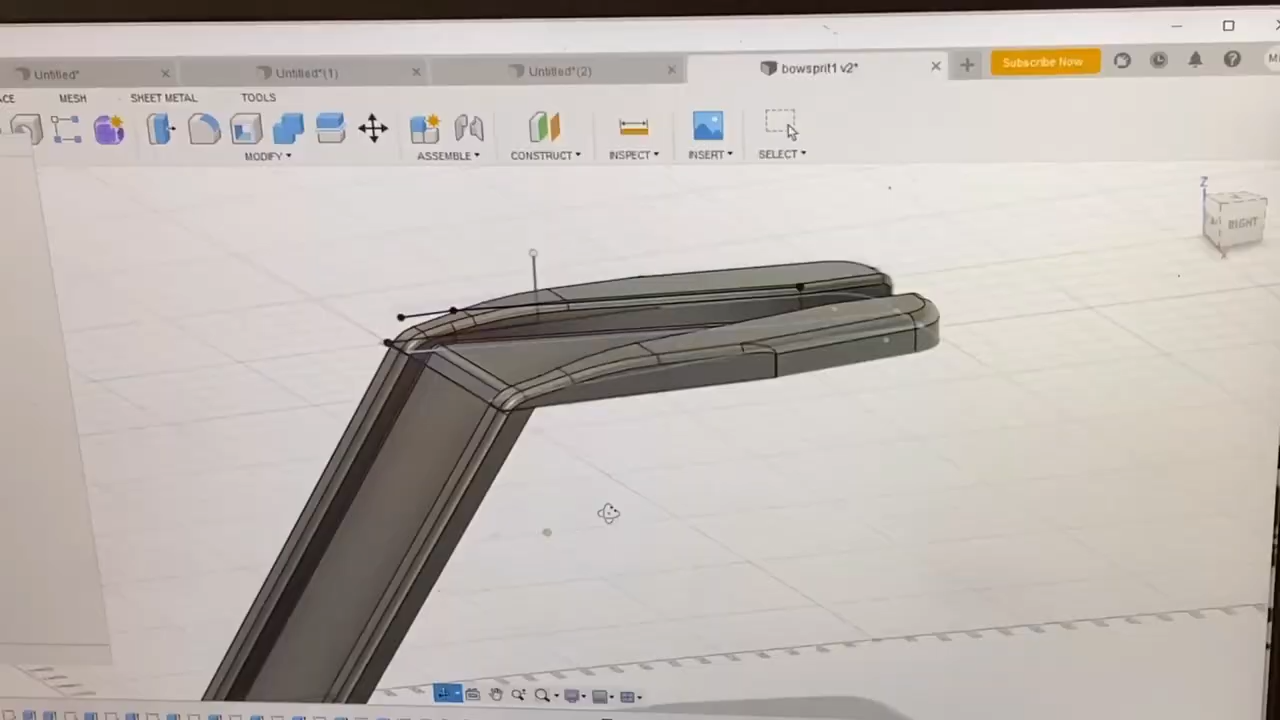 Untitled*
Untitled*(1)
Untitled*(2)
bowsprit1 v2*
Subscribe Now
ACE
MESH
SHEET METAL
TOOLS
MODIFY
ASSEMBLE
CONSTRUCT
INSPECT
INSERT
SELECT
Z
RIGHT